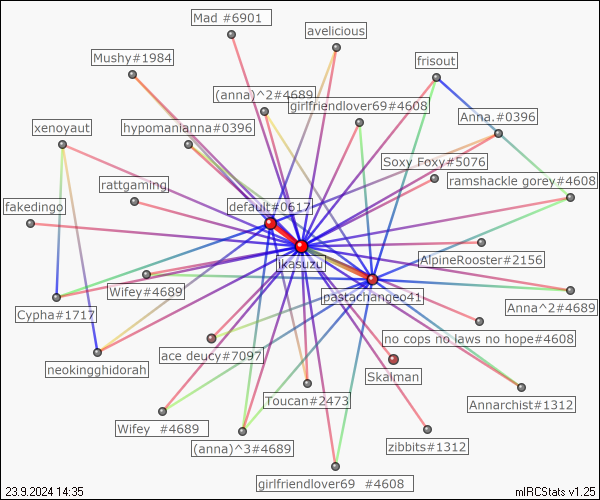 Mad #6901
avelicious
Mushy#1984
frisout
(anna)^2#4689
girlfriendlover69#4608
Anna.#0396
xenoyaut
hypomanianna#0396
Soxy Foxy#5076
rattgaming
ramshackle gorey#4608
fakedingo
default#0617
ikasuzu
AlpineRooster#2156
Wifey#4689
pastachangeo41
Anna^2#4689
Cypha#1717
no cops no laws no hope#4608
ace deucy#7097
neokingghidorah
Skalman
Toucan#2473
Annarchist#1312
Wifey #4689
(anna)^3#4689
zibbits#1312
girlfriendlover69 #4608
23.9.2024 14:35
mIRCStats v1.25